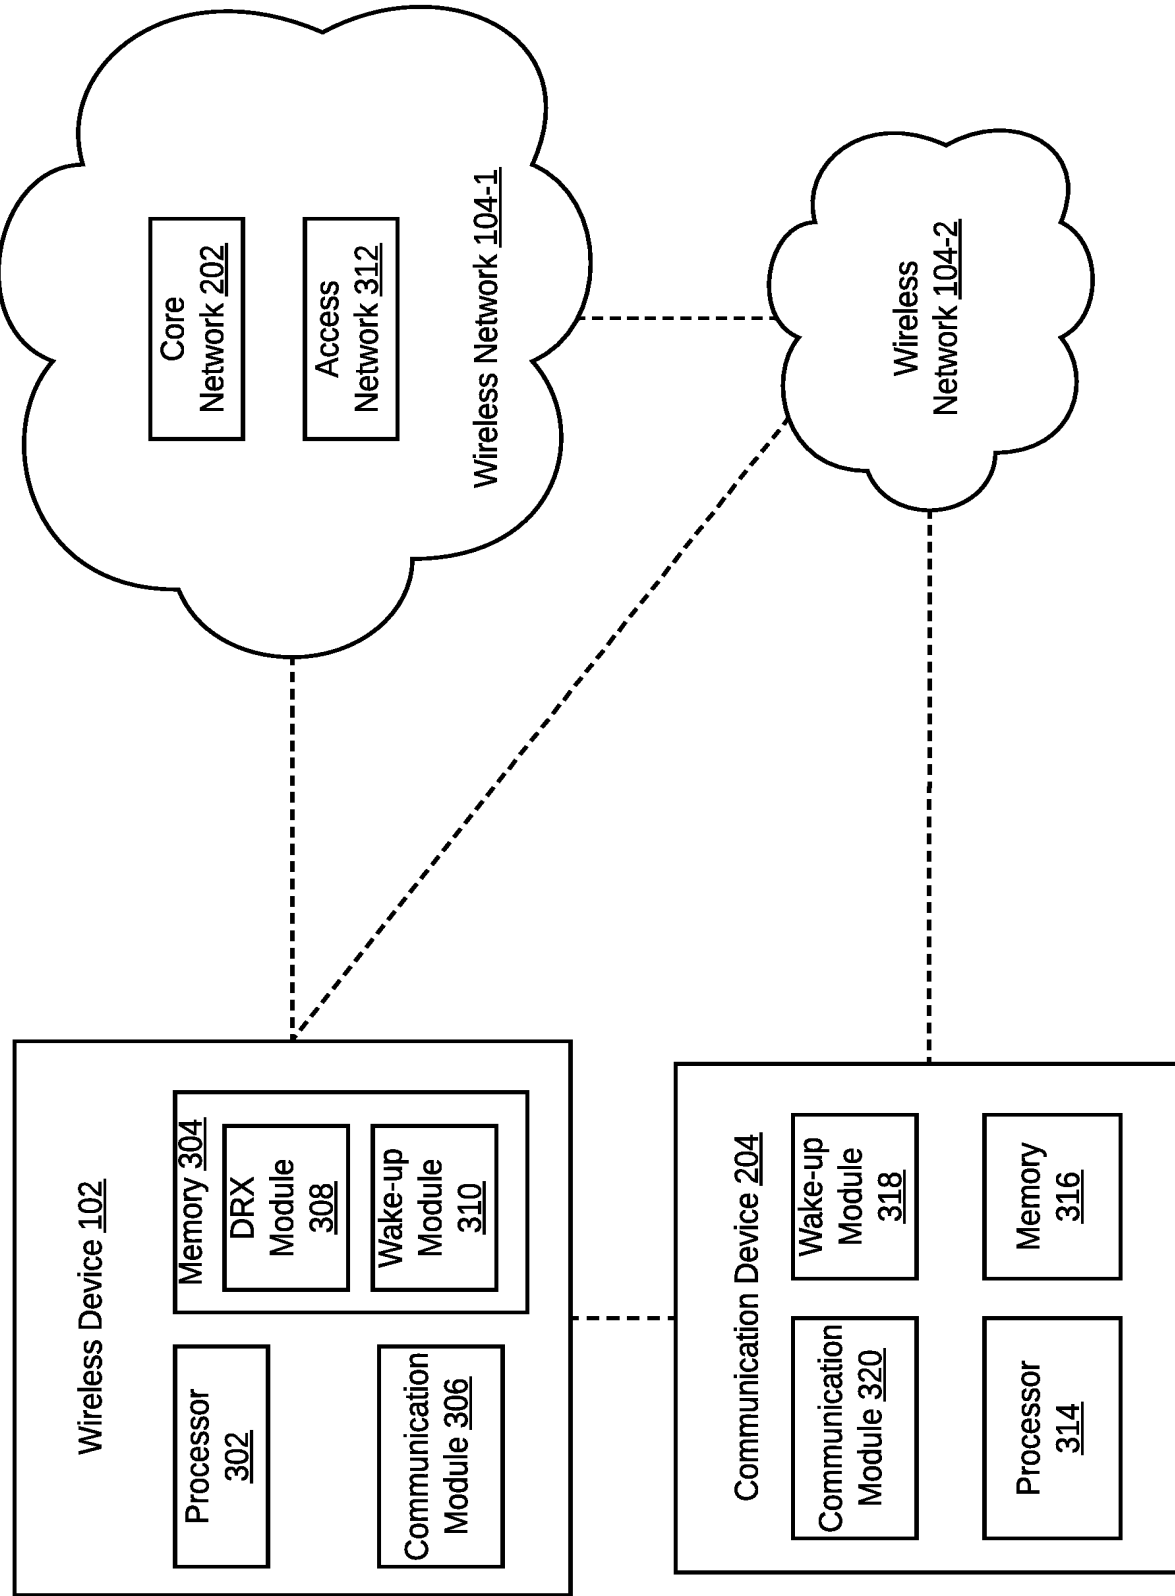 Wireless Device 102
Processor
302
Memory 304
DRX
Module
308
Communication
Module 306
Wake-up
Module
310
Core
Network 202
Access
Network 312
Wireless Network 104-1
Communication Device 204
Communication
Module 320
Wake-up
Module
318
Processor
314
Memory
316
Wireless
Network 104-2